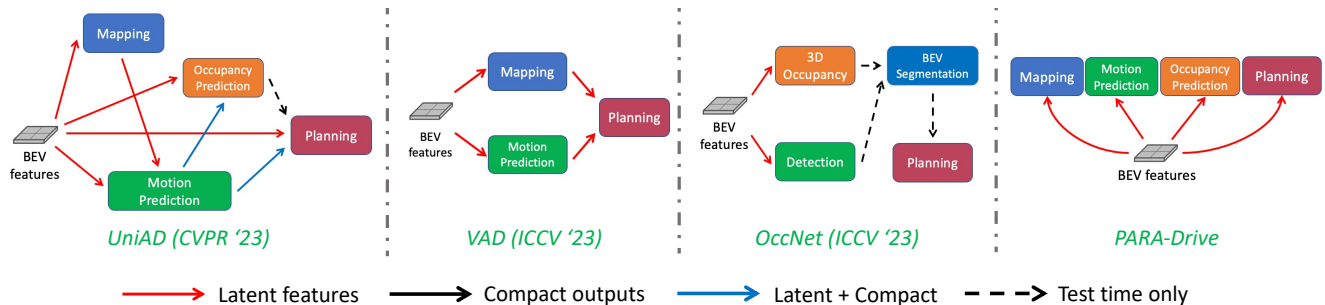 Mapping
Occupancy
Prediction
BEV
features
Motion
Prediction
Planning
UniAD (CVPR ‘23)
Mapping
BEV
features
Motion
Prediction
Planning
VAD (ICCV ‘23)
3D
Occupancy
BEV
Segmentation
BEV
features
Detection
Planning
OccNet (ICCV ‘23)
Mapping
Motion
Prediction
Occupancy
Prediction
Planning
BEV features
PARA-Drive
Latent features
Compact outputs
Latent + Compact
Test time only